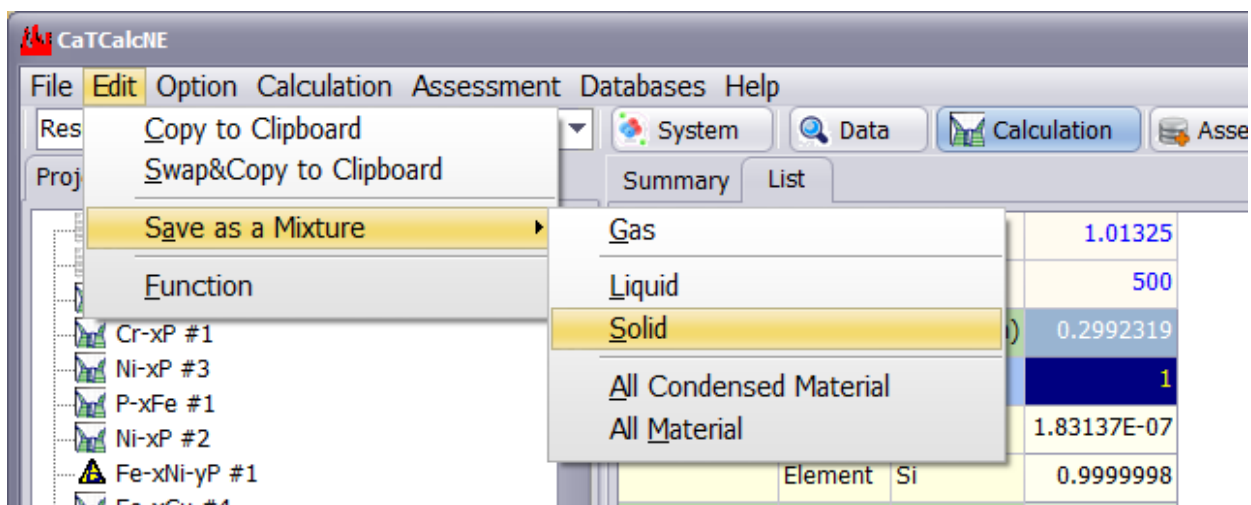 CaTCalcNE
File Edit Option Calculation Assessment Databases Help
Res
System
Data
Calculation
Asse
Copy to Clipboard
Swap&Copy to Clipboard
Save as a Mixture
Function
Gas
Liquid
Solid
All Condensed Material
All Material
Proj
Cr-xP #1
Ni-xP #3
P-xFe #1
Ni-xP #2
Fe-xNi-yP #1
Summary List
1.01325
500
) 0.2992319
1
1.83137E-07
Element Si 0.9999998